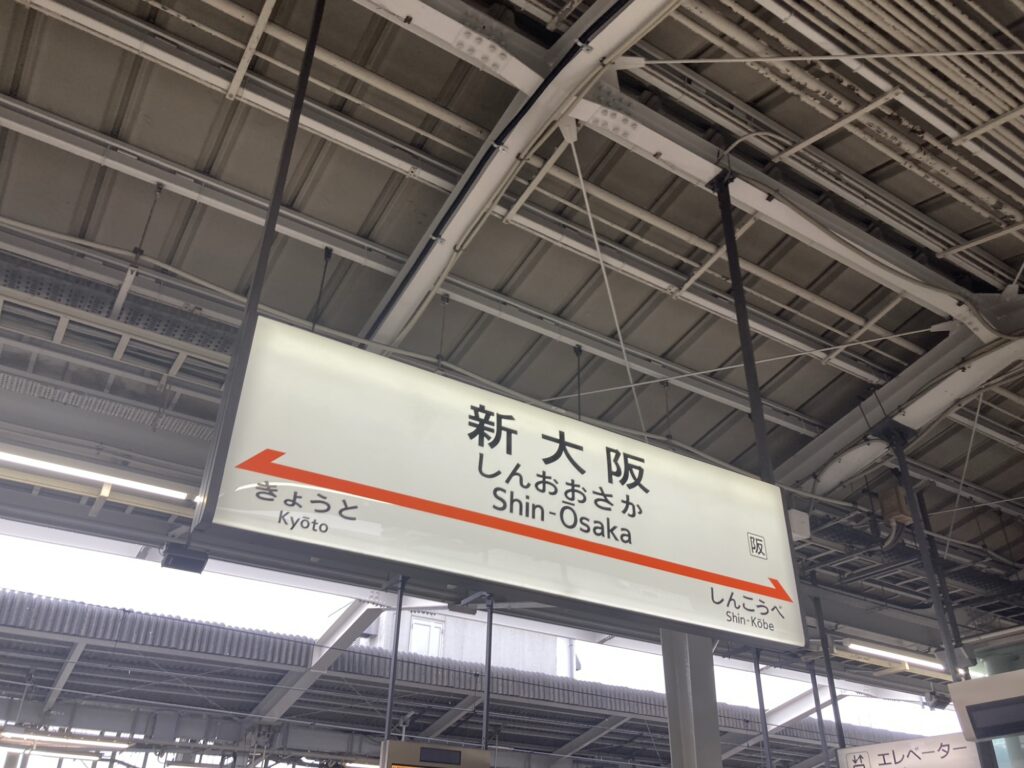 新大阪
しんおおさか
Shin-Ōsaka
きょうと
Kyōto
阪
しんこうべ
Shin-Kōbe
エレベーター